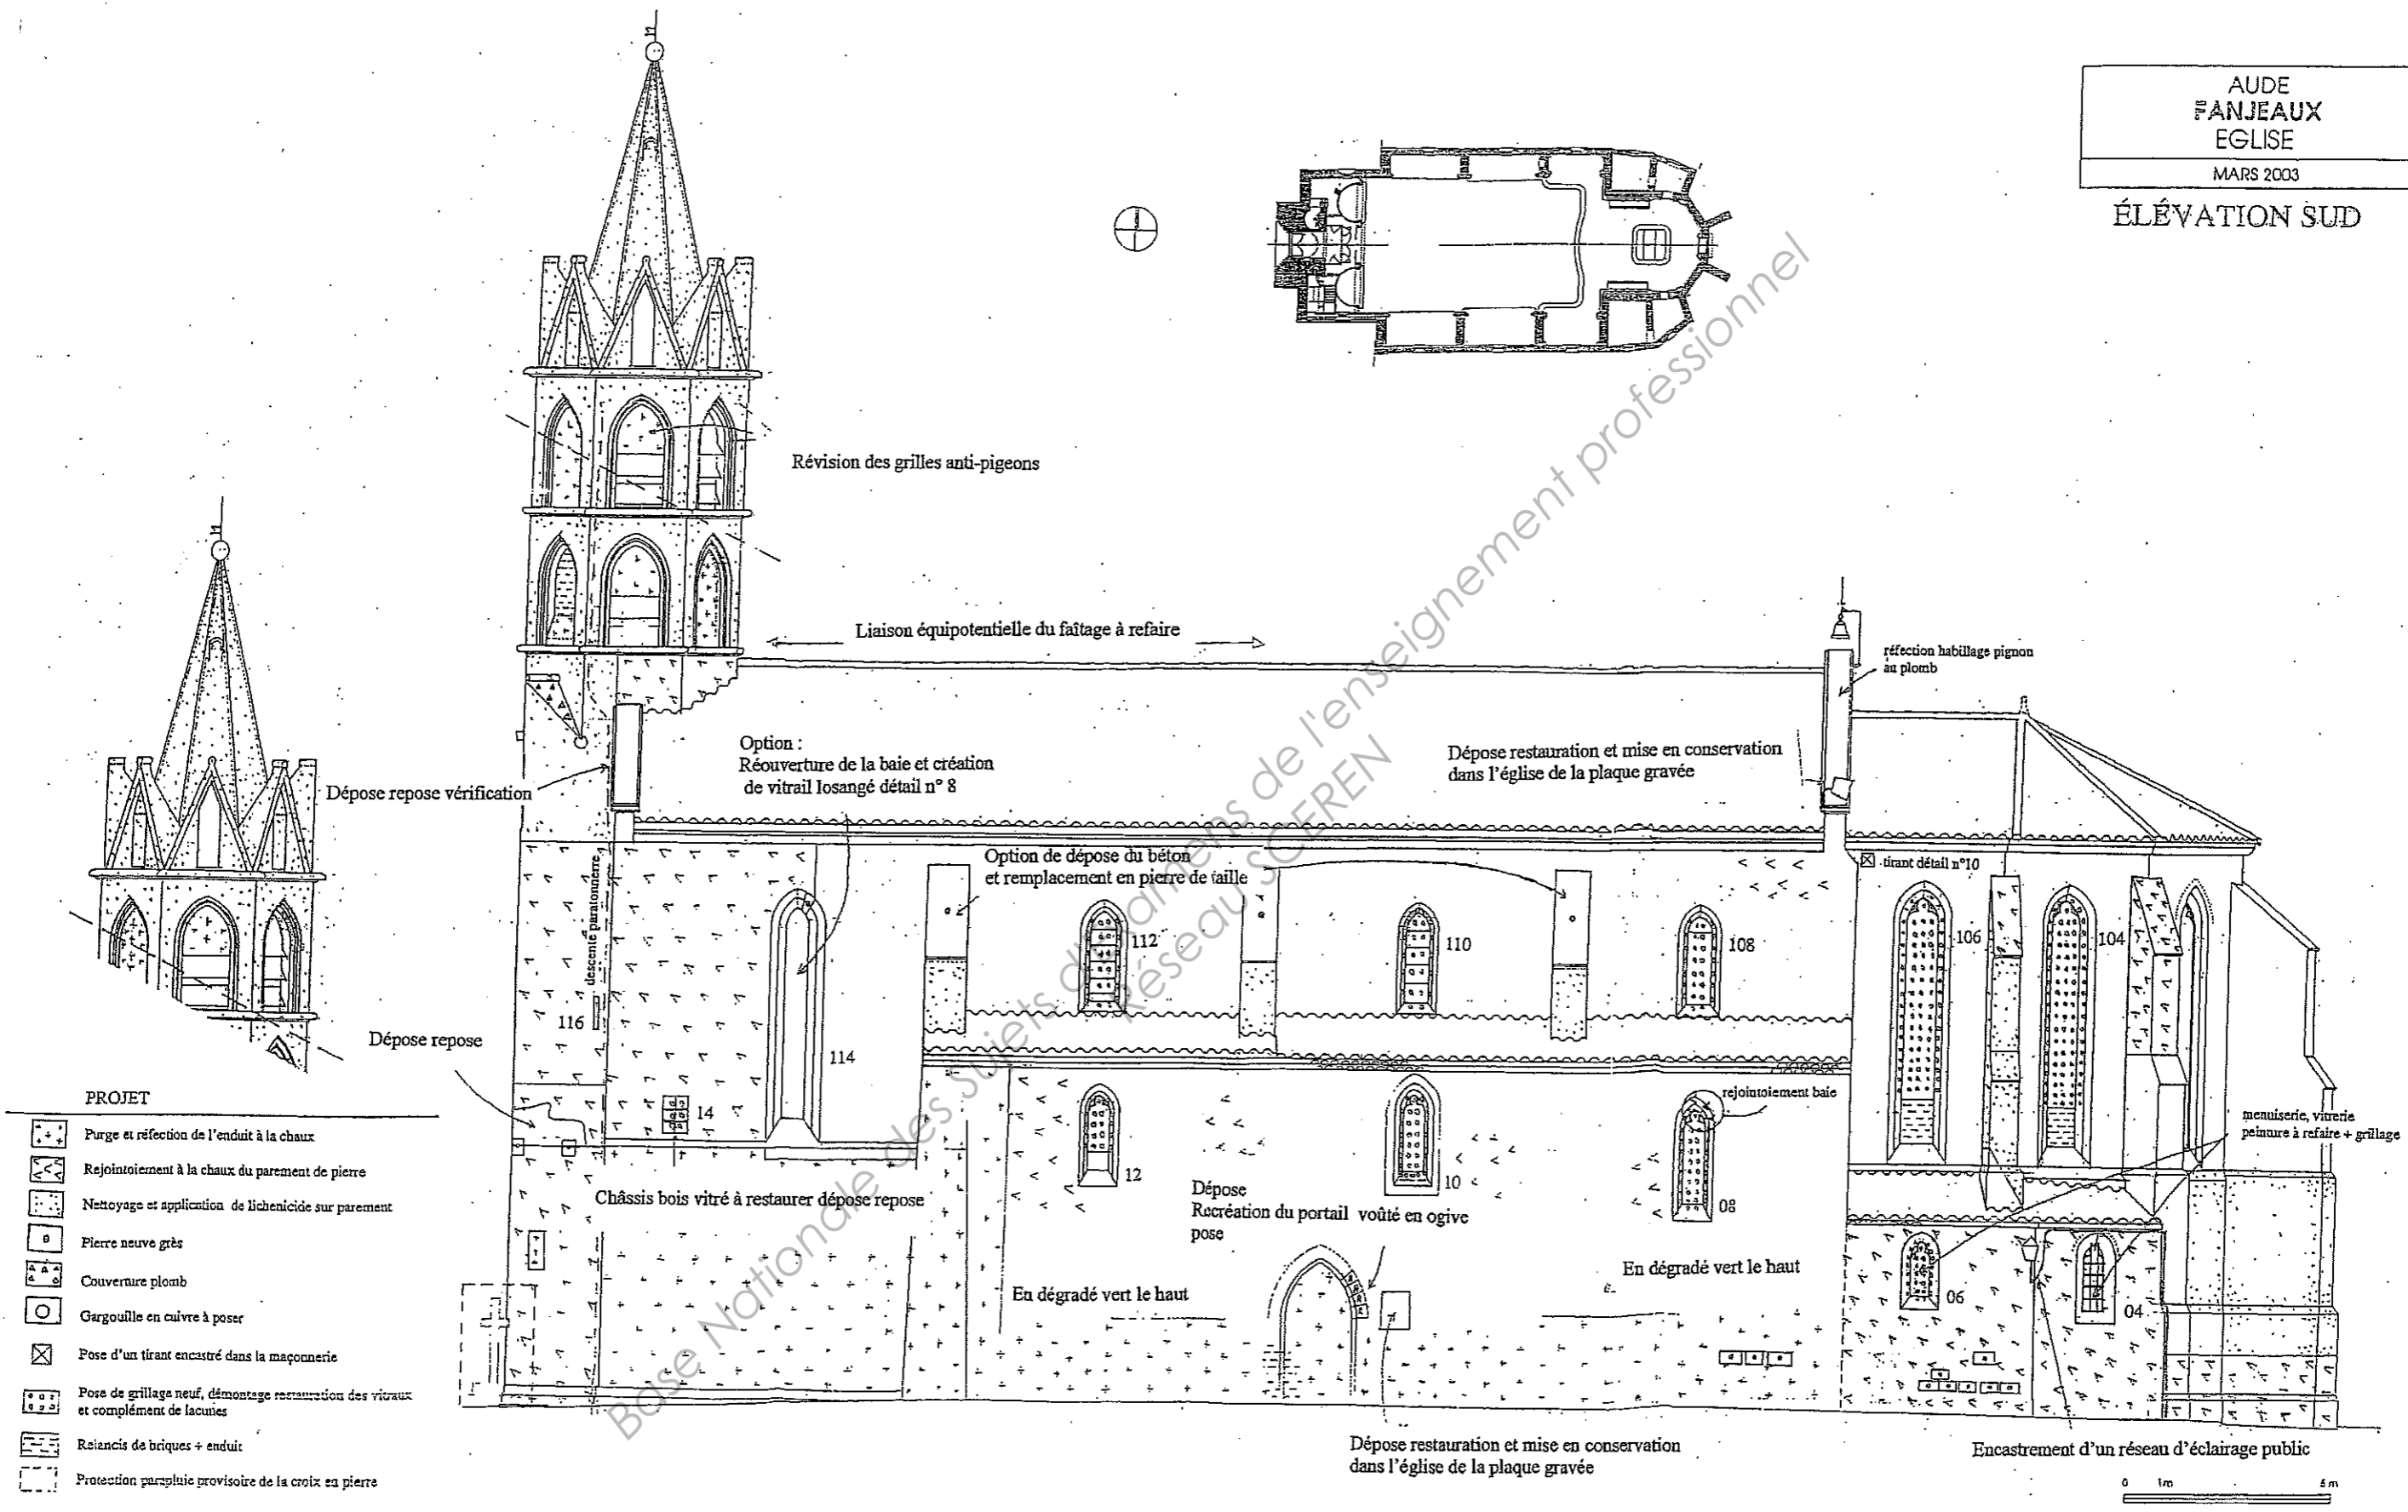 AUDE
FANJEAUX
EGLISE
MARS 2003
ÉLÉVATION SUD
Révision des grilles anti-pigeons
Liaison équipotentielle du faîtage à refaire
réfection habillage pignon
au plomb
Option :
Réouverture de la baie et création
de vitrail losangé détail n° 8
Dépose restauration et mise en conservation
dans l'église de la plaque gravée
Dépose repose vérification
Option de dépose du béton
et remplacement en pierre de taille
tirant détail n°10
descente paratonnerre
112
110
108
106
104
116
114
Dépose repose
14
12
10
08
rejointoiement baie
menuiserie, vitrerie
peinture à refaire + grillage
Châssis bois vitré à restaurer dépose repose
Dépose
Recréation du portail voûté en ogive
pose
En dégradé vert le haut
En dégradé vert le haut
06
04
Dépose restauration et mise en conservation
dans l'église de la plaque gravée
Encastrement d'un réseau d'éclairage public
0 1m 5 m
PROJET
Purge et réfection de l'enduit à la chaux
Rejointoiement à la chaux du parement de pierre
Nettoyage et application de lichenicide sur parement
Pierre neuve grès
Couverture plomb
Gargouille en cuivre à poser
Pose d'un tirant encastré dans la maçonnerie
Pose de grillage neuf, démontage restauration des vitraux
et complément de lacunes
Relancis de briques + enduit
Protection parapluie provisoire de la croix en pierre
Base Nationale des Sujets d'Examens de l'enseignement professionnel
Réseau SCEREN